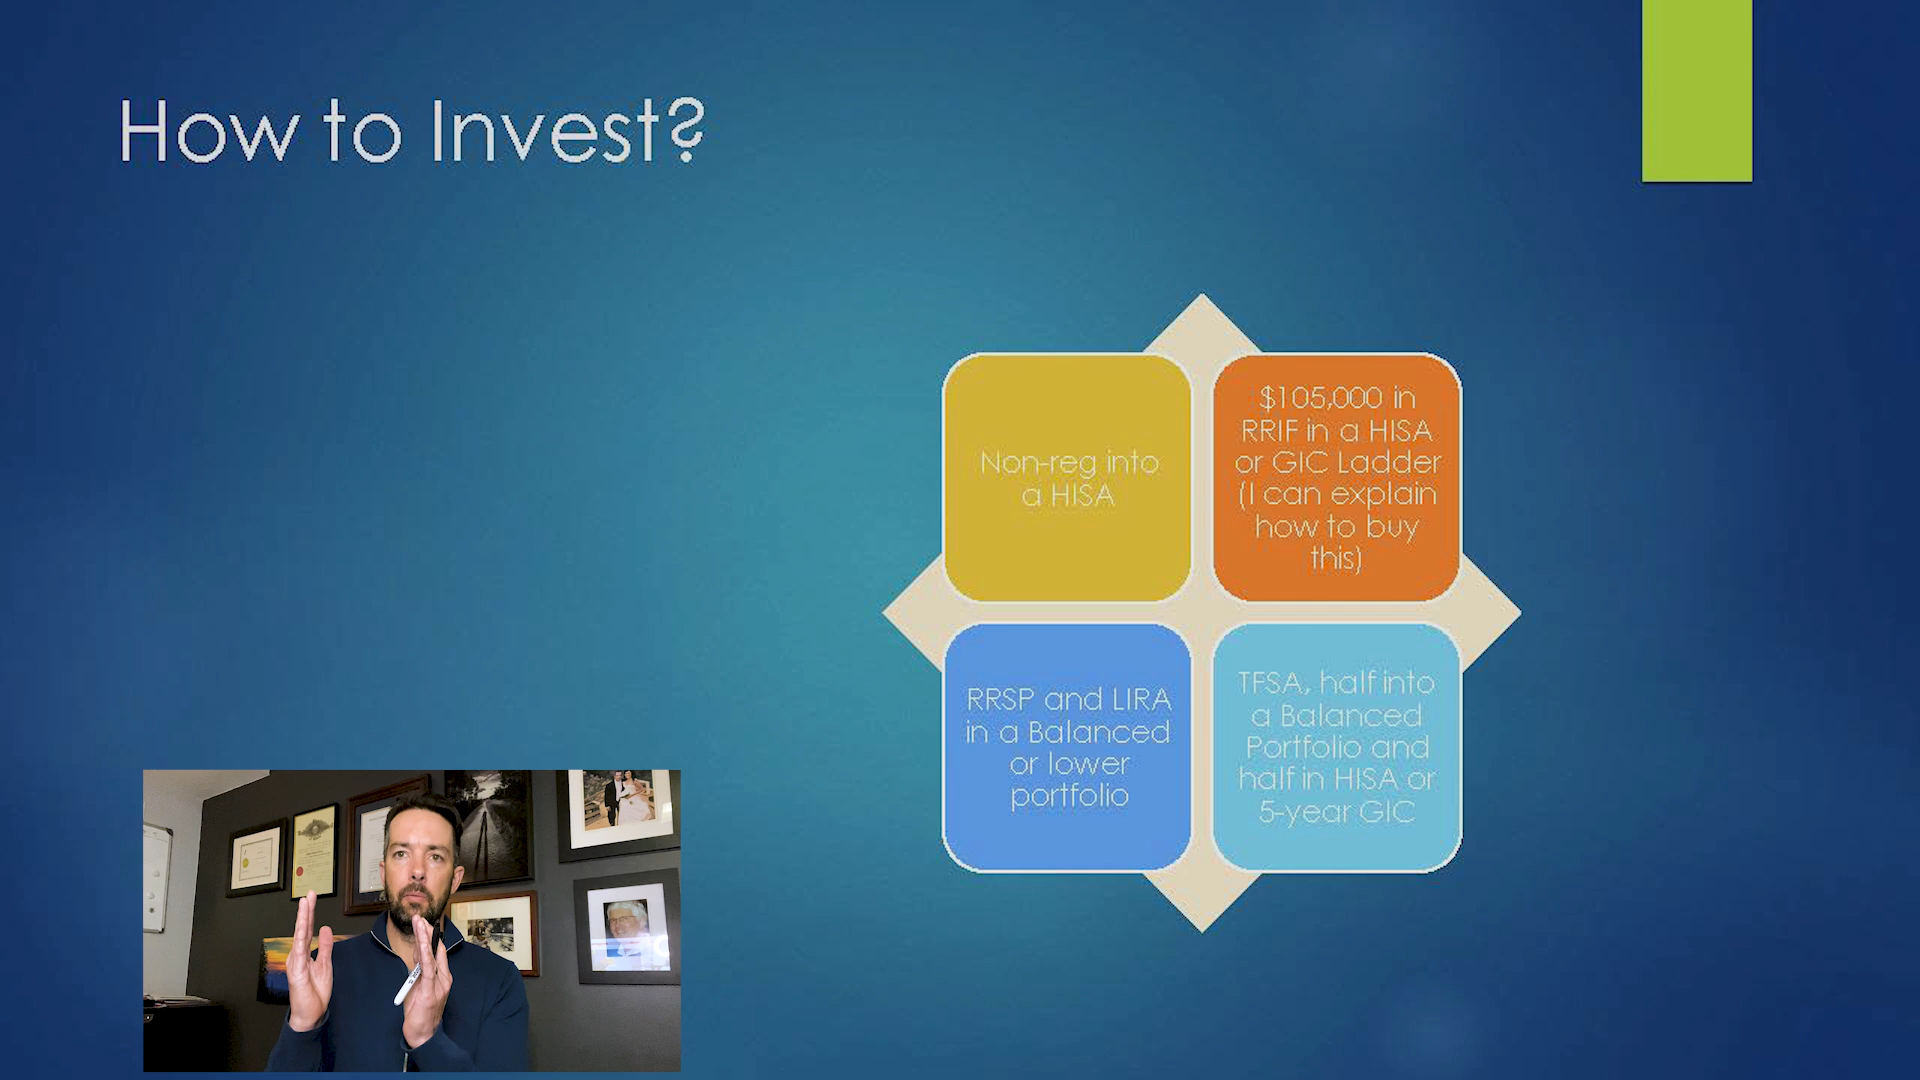 How to Invest?
Non-reg into
a HISA
$105,000 in
RRIF in a HISA
or GIC Ladder
(I can explain
how to buy
this)
RRSP and LIRA
in a Balanced
or lower
portfolio
TFSA, half into
a Balanced
Portfolio and
half in HISA or
5-year GIC